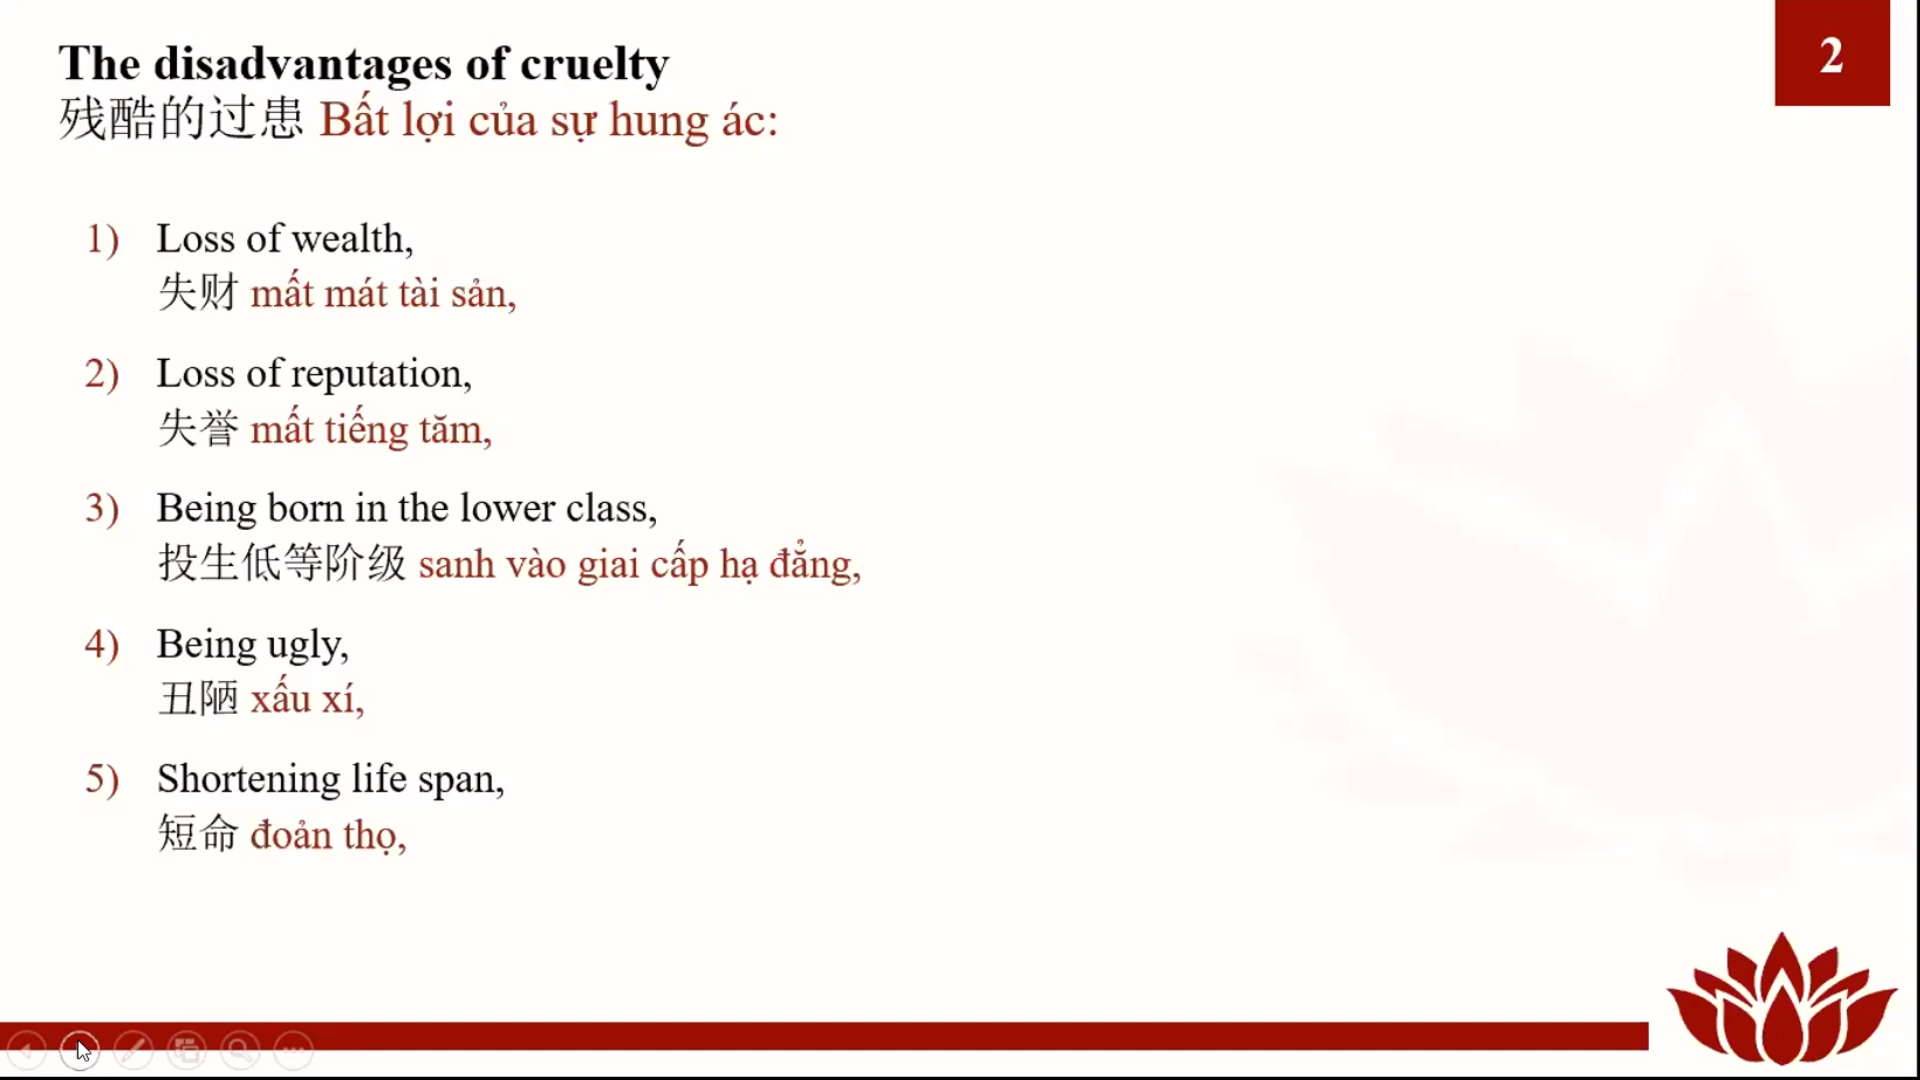 The disadvantages of cruelty
2
残酷的过患 Bất lợi của sự hung ác:
1) Loss of wealth,
失财 mất mát tài sản,
2) Loss of reputation,
失誉 mất tiếng tăm,
3) Being born in the lower class,
投生低等阶级 sanh vào giai cấp hạ đẳng,
4) Being ugly,
丑陋 xấu xí,
5) Shortening life span,
短命 đoản thọ,